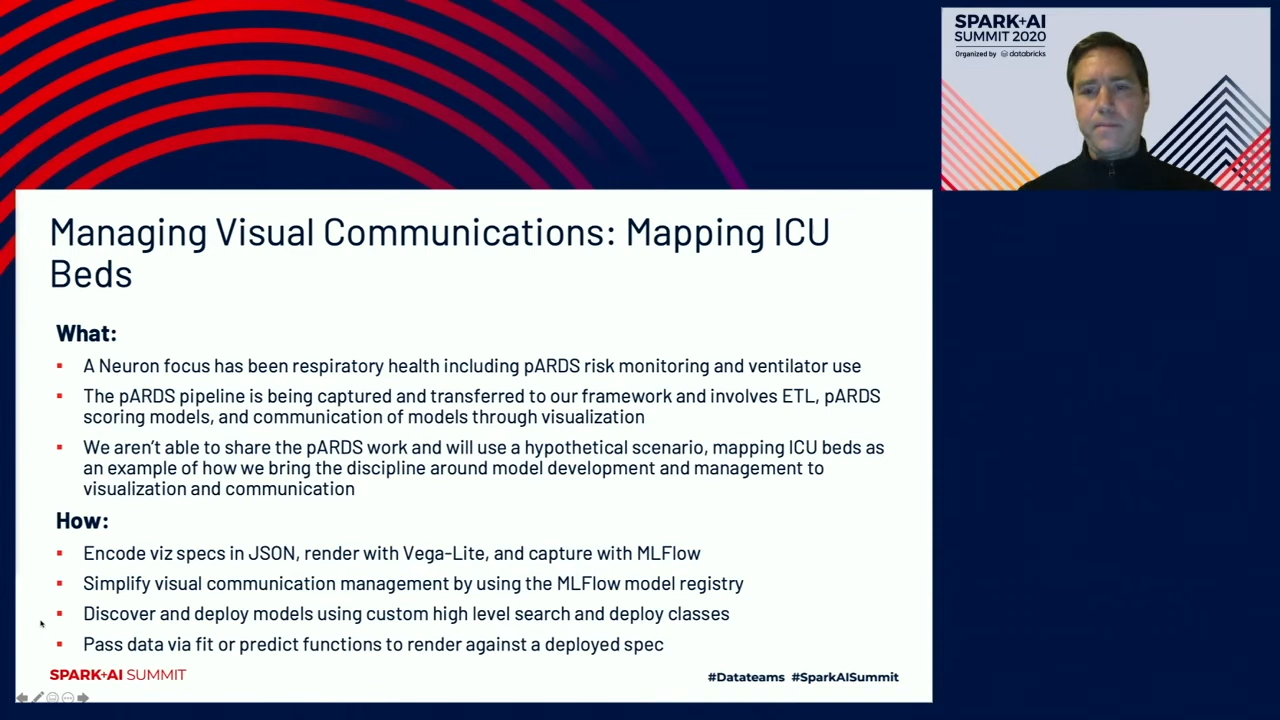 SPARK+AI
SUMMIT 2020
Organized by databricks
Managing Visual Communications: Mapping ICU
Beds
What:
▪ A Neuron focus has been respiratory health including pARDS risk monitoring and ventilator use
▪ The pARDS pipeline is being captured and transferred to our framework and involves ETL, pARDS
scoring models, and communication of models through visualization
▪ We aren't able to share the pARDS work and will use a hypothetical scenario, mapping ICU beds as
an example of how we bring the discipline around model development and management to
visualization and communication
How:
▪ Encode viz specs in JSON, render with Vega-Lite, and capture with MLFlow
▪ Simplify visual communication management by using the MLFlow model registry
▪ Discover and deploy models using custom high level search and deploy classes
▪ Pass data via fit or predict functions to render against a deployed spec
SPARK+AI SUMMIT
#Datateams #SparkAISummit